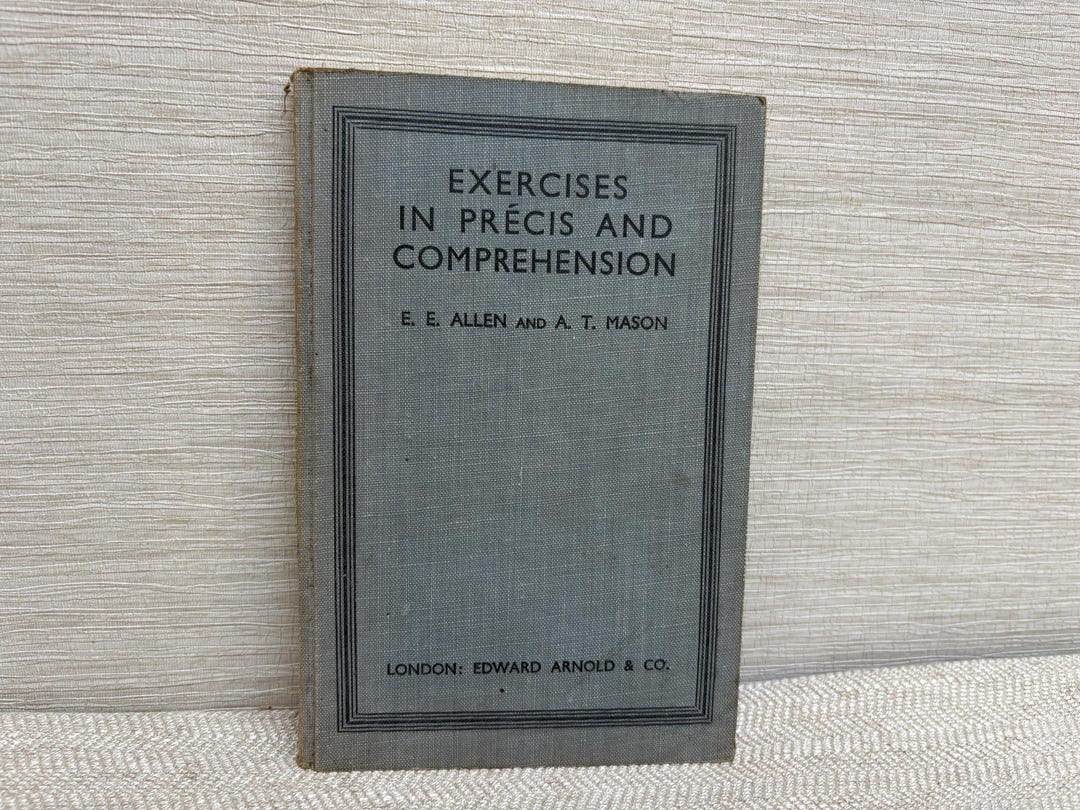 EXERCISES
IN PRÉCIS AND
COMPREHENSION
E. E. ALLEN AND A. T. MASON
LONDON: EDWARD ARNOLD & CO.